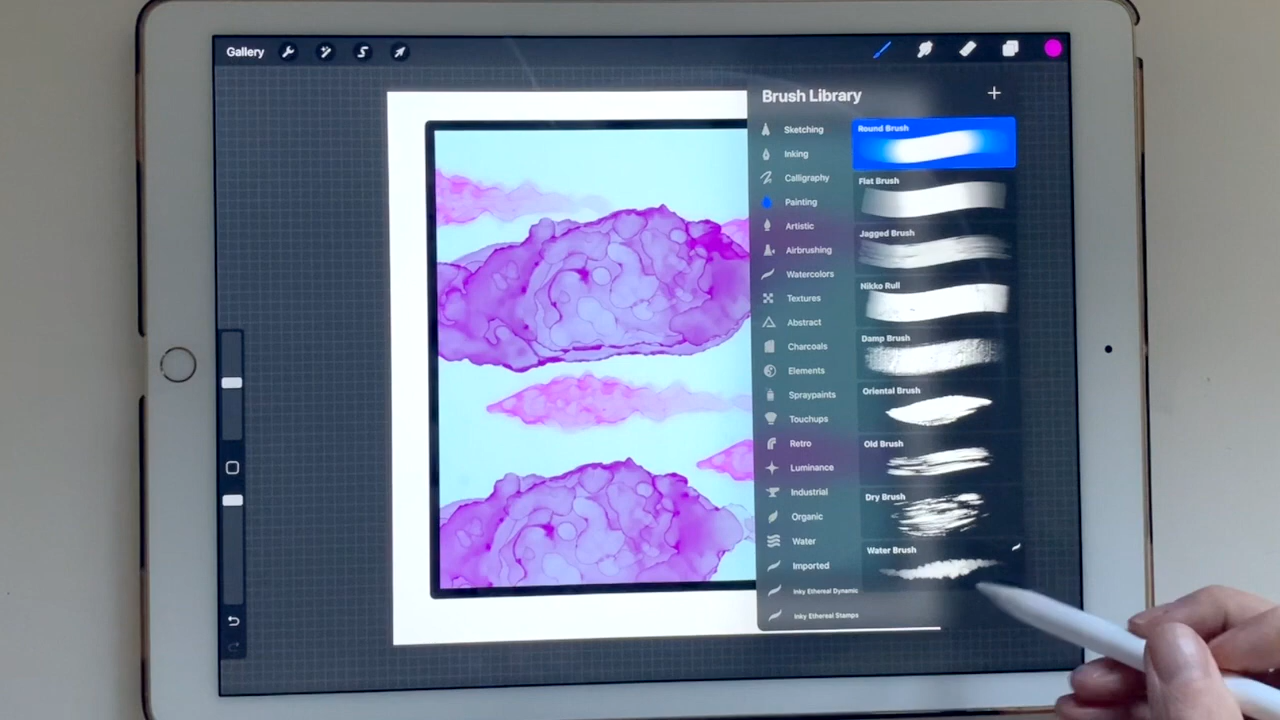 Gallery
Brush Library
Sketching
Inking
Calligraphy
Painting
Artistic
Airbrushing
Watercolors
Textures
Abstract
Charcoals
Elements
Spraypaints
Touchups
Retro
Luminance
Industrial
Organic
Water
Imported
Inky Ethereal Dynamic
Inky Ethereal Stamps
Round Brush
Flat Brush
Jagged Brush
Nikko Rull
Damp Brush
Oriental Brush
Old Brush
Dry Brush
Water Brush